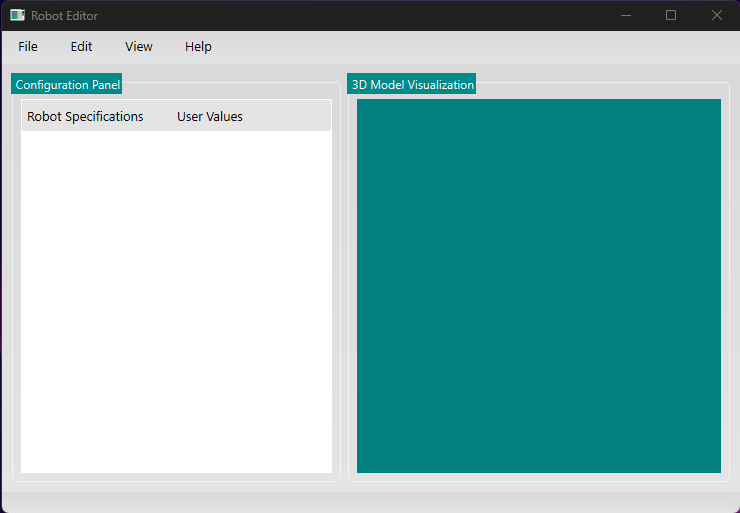 Robot Editor
File Edit View Help
Configuration Panel
Robot Specifications User Values
3D Model Visualization